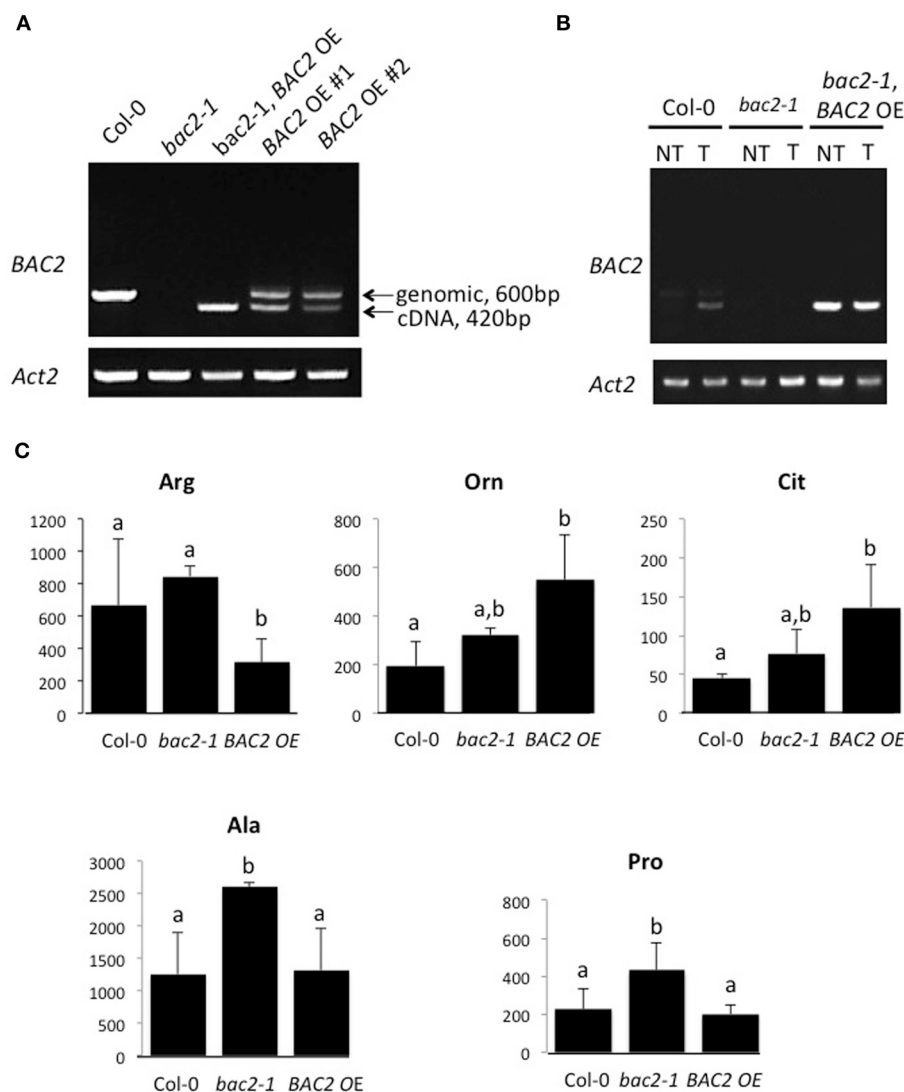 A
Col-0
bac2-1
bac2-1, BAC2 OE
BAC2 OE #1
BAC2 OE #2
BAC2
genomic, 600bp
cDNA, 420bp
Act2
B
Col-0
bac2-1
bac2-1,
BAC2 OE
NT T NT T NT T
BAC2
Act2
C
Arg
1200
1000
800
600
400
200
0
a
a
b
Col-0 bac2-1 BAC2 OE
Orn
800
600
400
200
0
a
a,b
b
Col-0 bac2-1 BAC2 OE
Cit
250
200
150
100
50
0
a
a,b
b
Col-0 bac2-1 BAC2 OE
Ala
3000
2500
2000
1500
1000
500
0
a
b
a
Col-0 bac2-1 BAC2 OE
Pro
800
600
400
200
0
a
b
a
Col-0 bac2-1 BAC2 OE